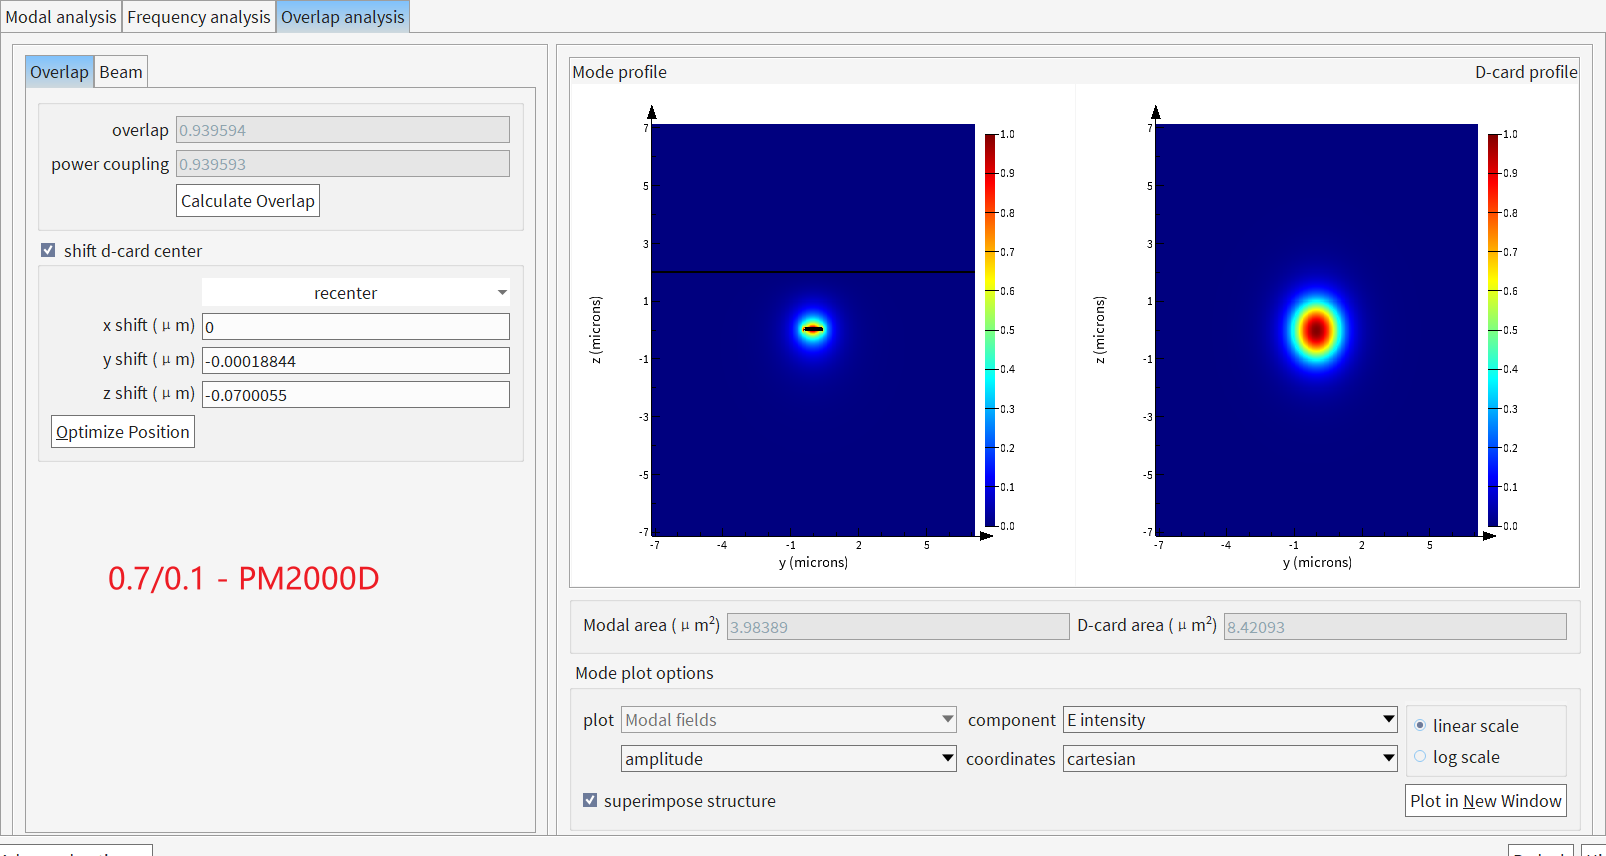 Modal analysis Frequency analysis Overlap analysis
Overlap Beam
overlap 0.939594
power coupling 0.939593
Calculate Overlap
shift d-card center
recenter
x shift ( μ m) 0
y shift ( μ m) -0.00018844
z shift ( μ m) -0.0700055
Optimize Position
0.7/0.1 - PM2000D
Mode profile D-card profile
7
5
3
1
-1
-3
-5
-7
z (microns)
-7 -4 -1 2 5
y (microns)
1.0
0.9
0.8
0.7
0.6
0.5
0.4
0.3
0.2
0.1
0.0
7
5
3
1
-1
-3
-5
-7
z (microns)
-7 -4 -1 2 5
y (microns)
1.0
0.9
0.8
0.7
0.6
0.5
0.4
0.3
0.2
0.1
0.0
Modal area ( μ m²) 3.98389 D-card area ( μ m²) 8.42093
Mode plot options
plot Modal fields component E intensity
linear scale
amplitude coordinates cartesian
log scale
superimpose structure
Plot in New Window